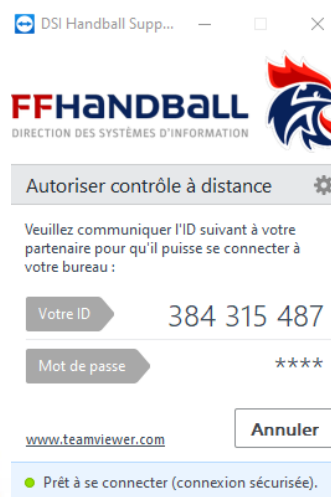 DSI Handball Supp...
FFHANDBALL
DIRECTION DES SYSTÈMES D'INFORMATION
Autoriser contrôle à distance
Veuillez communiquer l'ID suivant à votre
partenaire pour qu'il puisse se connecter à
votre bureau :
Votre ID 384 315 487
Mot de passe ****
www.teamviewer.com Annuler
Prêt à se connecter (connexion sécurisée).